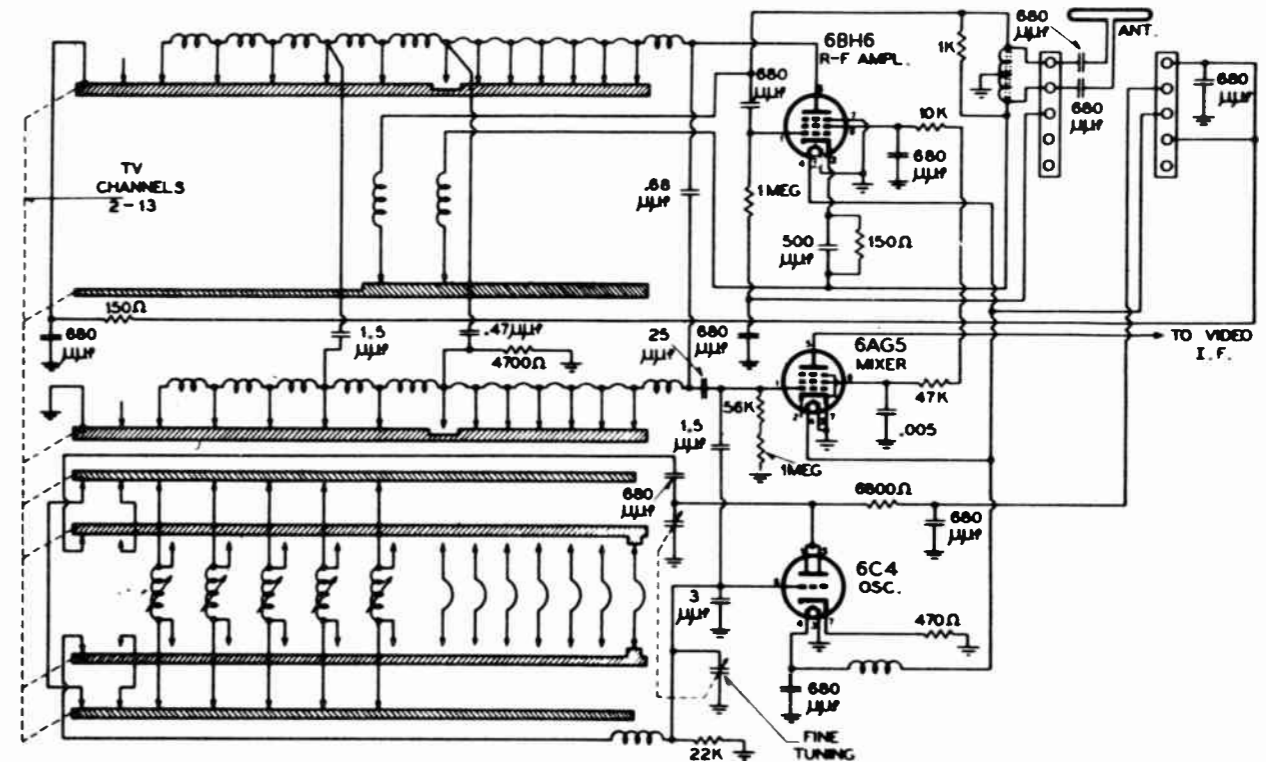 680
μμf
ANT.
6BH6
R-F AMPL.
1K
680
μμf
680
μμf
680
μμf
10K
680
μμf
TV
CHANNELS
2-13
.68
μμf
1 MEG
500
μμf
150Ω
150Ω
680
μμf
1.5
μμf
.47μμf
4700Ω
25
μμf
680
μμf
6AG5
MIXER
TO VIDEO
I.F.
56K
47K
1.5
μμf
.005
1MEG
680
μμf
6800Ω
680
μμf
6C4
OSC.
3
μμf
470Ω
680
μμf
FINE
TUNING
22K